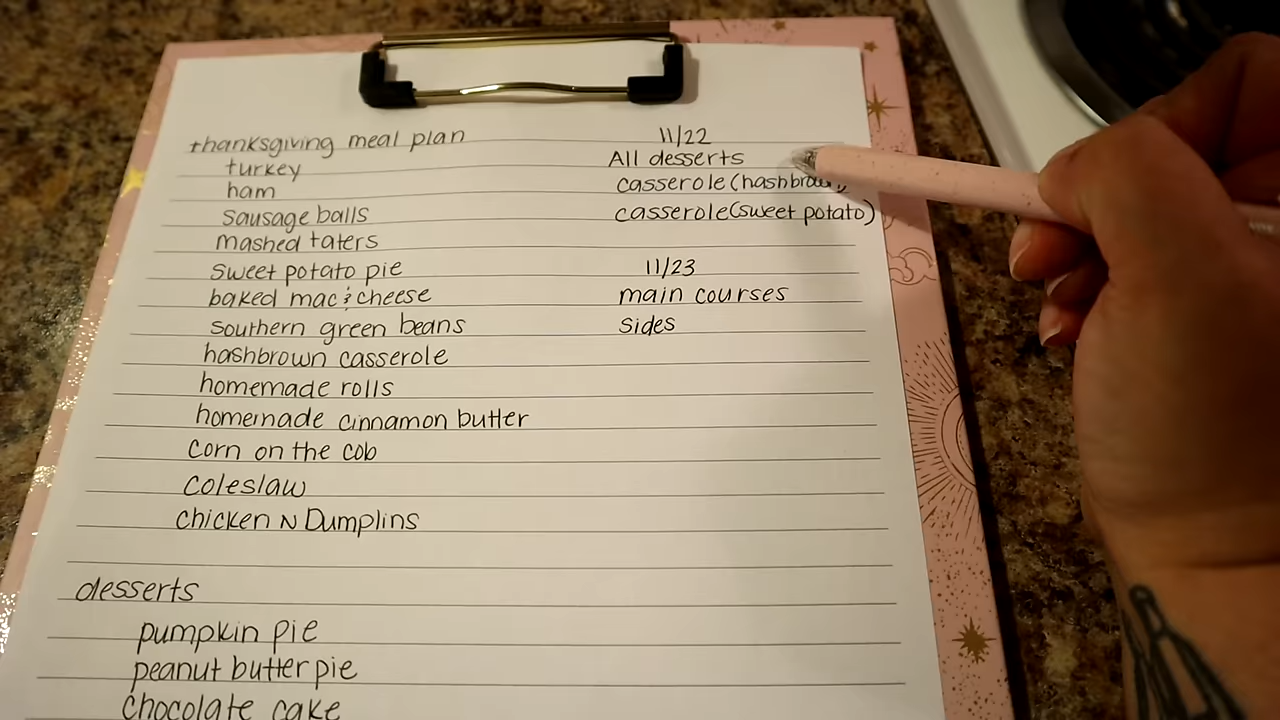 thanksgiving meal plan
turkey
ham
sausage balls
mashed taters
sweet potato pie
baked mac & cheese
southern green beans
hashbrown casserole
homemade rolls
homemade cinnamon butter
corn on the cob
coleslaw
chicken N Dumplins
desserts
pumpkin pie
peanut butter pie
chocolate cake
11/22
All desserts
casserole (hashbrown)
casserole (sweet potato)
11/23
main courses
sides